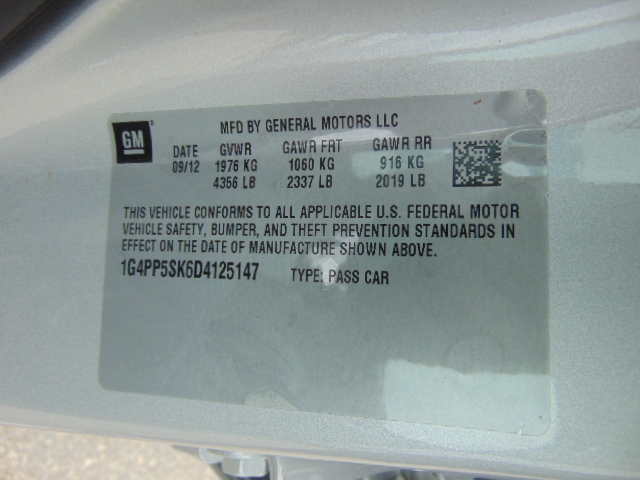 GM
MFD BY GENERAL MOTORS LLC
DATE GVWR GAWR FRT GAWR RR
09/12 1976 KG 1060 KG 916 KG
4356 LB 2337 LB 2019 LB
THIS VEHICLE CONFORMS TO ALL APPLICABLE U.S. FEDERAL MOTOR
VEHICLE SAFETY, BUMPER, AND THEFT PREVENTION STANDARDS IN
EFFECT ON THE DATE OF MANUFACTURE SHOWN ABOVE.
1G4PP5SK6D4125147 TYPE: PASS CAR